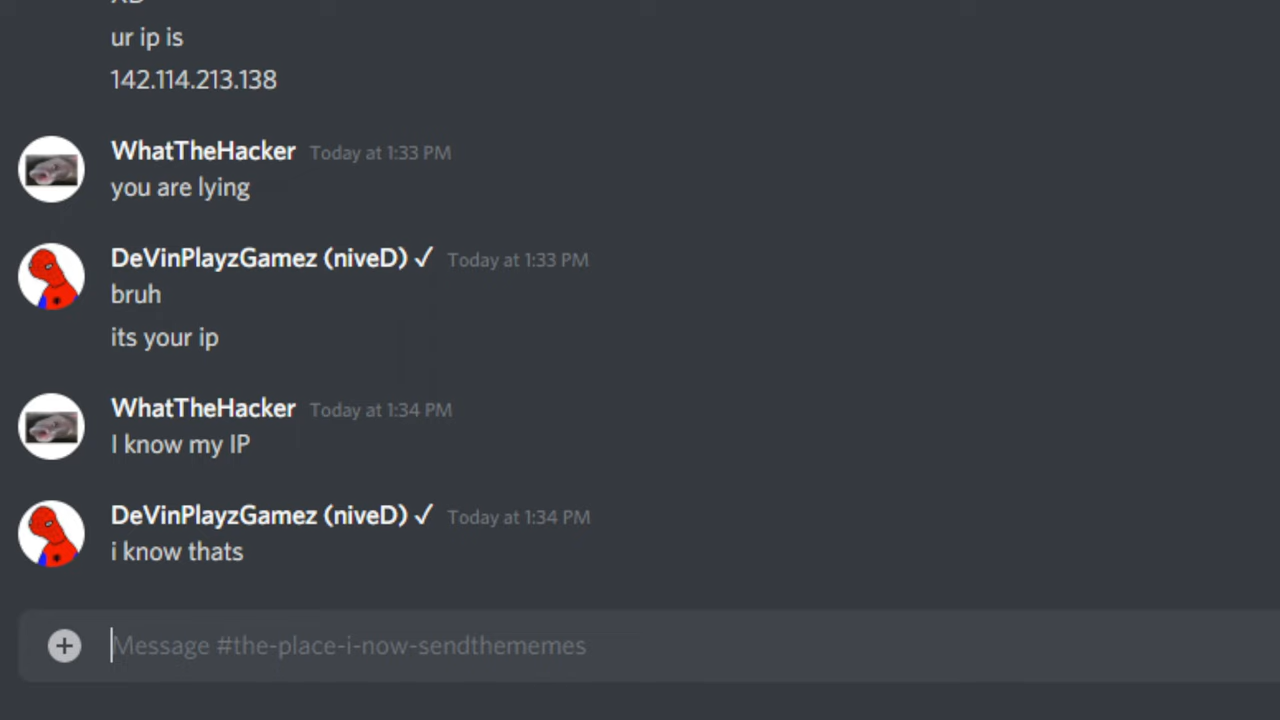 XD
ur ip is
142.114.213.138
WhatTheHacker Today at 1:33 PM
you are lying
DeVinPlayzGamez (niveD) ✓ Today at 1:33 PM
bruh
its your ip
WhatTheHacker Today at 1:34 PM
I know my IP
DeVinPlayzGamez (niveD) ✓ Today at 1:34 PM
i know thats
Message #the-place-i-now-sendthememes